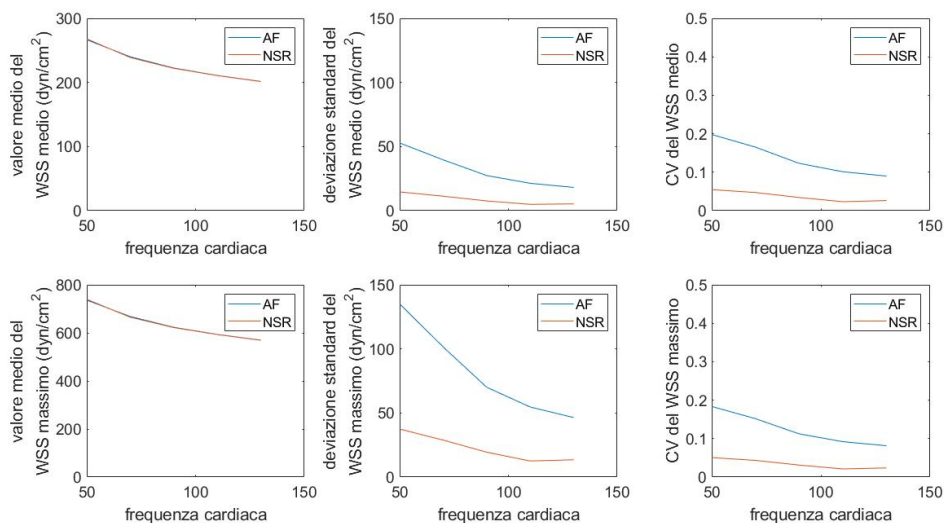 300
200
100
0
50
100
150
valore medio del
WSS medio (dyn/cm²)
frequenza cardiaca
AF
NSR
150
100
50
0
50
100
150
deviazione standard del
WSS medio (dyn/cm²)
frequenza cardiaca
AF
NSR
0.5
0.4
0.3
0.2
0.1
0
50
100
150
CV del WSS medio
frequenza cardiaca
AF
NSR
800
600
400
200
0
50
100
150
valore medio del
WSS massimo (dyn/cm²)
frequenza cardiaca
AF
NSR
150
100
50
0
50
100
150
deviazione standard del
WSS massimo (dyn/cm²)
frequenza cardiaca
AF
NSR
0.5
0.4
0.3
0.2
0.1
0
50
100
150
CV del WSS massimo
frequenza cardiaca
AF
NSR